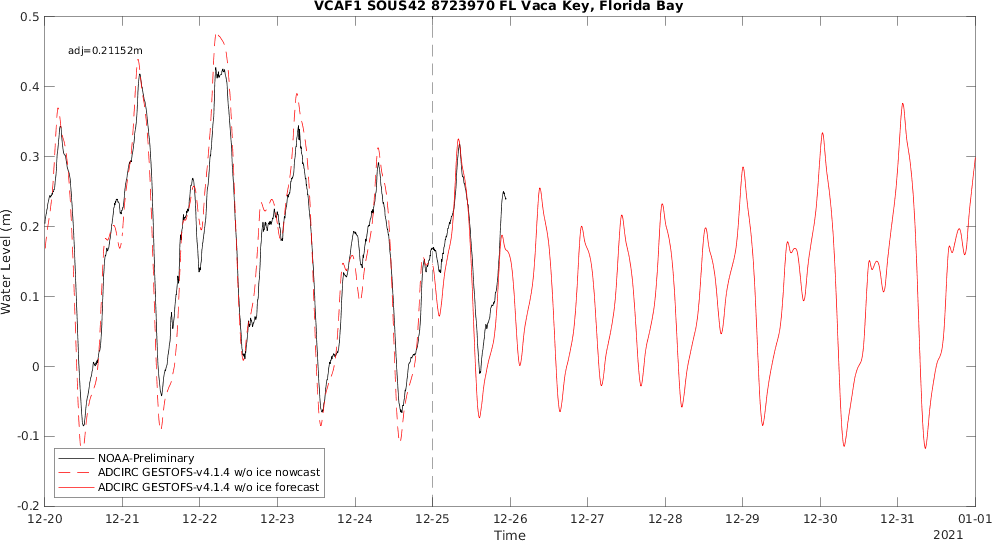 VCAF1 SOUS42 8723970 FL Vaca Key, Florida Bay
adj=0.21152m
0.5
0.4
0.3
0.2
0.1
0
-0.1
-0.2
Water Level (m)
NOAA-Preliminary
ADCIRC GESTOFS-v4.1.4 w/o ice nowcast
ADCIRC GESTOFS-v4.1.4 w/o ice forecast
12-20 12-21 12-22 12-23 12-24 12-25 12-26 12-27 12-28 12-29 12-30 12-31 01-01
Time
2021